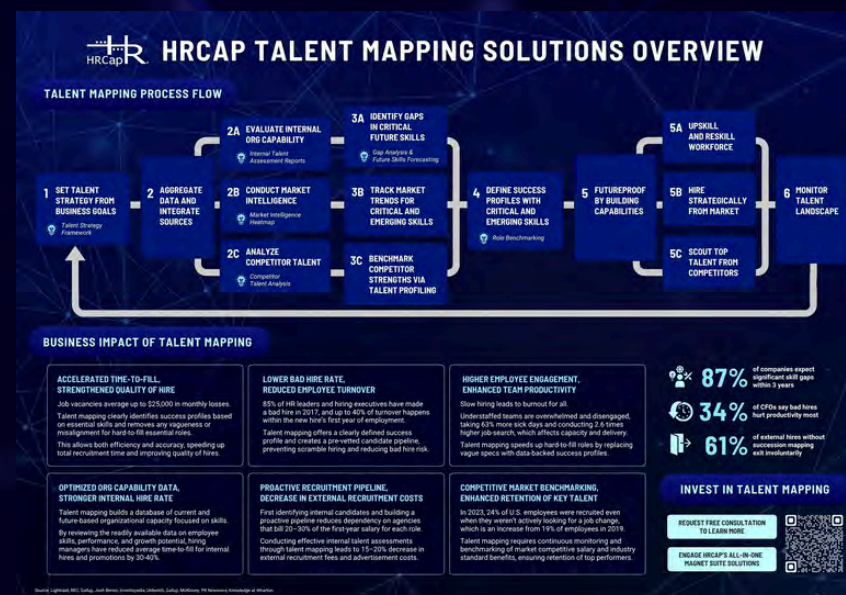 HRCap HR
HRCAP TALENT MAPPING SOLUTIONS OVERVIEW
TALENT MAPPING PROCESS FLOW
1 SET TALENT
STRATEGY FROM
BUSINESS GOALS
Talent Strategy
Framework
2 AGGREGATE
DATA AND
INTEGRATE
SOURCES
2A EVALUATE INTERNAL
ORG CAPABILITY
Internal Talent
Assessment Reports
2B CONDUCT MARKET
INTELLIGENCE
Market Intelligence
Heatmap
2C ANALYZE
COMPETITOR TALENT
Competitor
Talent Analysis
3A IDENTIFY GAPS
IN CRITICAL
FUTURE SKILLS
Gap Analysis &
Future Skills Forecasting
3B TRACK MARKET
TRENDS FOR
CRITICAL AND
EMERGING SKILLS
3C BENCHMARK
COMPETITOR
STRENGTHS VIA
TALENT PROFILING
4 DEFINE SUCCESS
PROFILES WITH
CRITICAL AND
EMERGING SKILLS
Role Benchmarking
5 FUTUREPROOF
BY BUILDING
CAPABILITIES
5A UPSKILL
AND RESKILL
WORKFORCE
5B HIRE
STRATEGICALLY
FROM MARKET
5C SCOUT TOP
TALENT FROM
COMPETITORS
6 MONITOR
TALENT
LANDSCAPE
BUSINESS IMPACT OF TALENT MAPPING
ACCELERATED TIME-TO-FILL,
STRENGTHENED QUALITY OF HIRE
Job vacancies average up to $25,000 in monthly losses.
Talent mapping clearly identifies success profiles based
on essential skills and removes any vagueness or
misalignment for hard-to-fill essential roles.
This allows both efficiency and accuracy, speeding up
total recruitment time and improving quality of hires.
LOWER BAD HIRE RATE,
REDUCED EMPLOYEE TURNOVER
85% of HR leaders and hiring executives have made
a bad hire in 2017, and up to 40% of turnover happens
within the new hire's first year of employment.
Talent mapping offers a clearly defined success
profile and creates a pre-vetted candidate pipeline,
preventing scramble hiring and reducing bad hire risk.
HIGHER EMPLOYEE ENGAGEMENT,
ENHANCED TEAM PRODUCTIVITY
Slow hiring leads to burnout for all.
Understaffed teams are overwhelmed and disengaged,
taking 63% more sick days and conducting 2.6 times
higher job-search, which affects capacity and delivery.
Talent mapping speeds up hard-to-fill roles by replacing
vague specs with data-backed success profiles.
OPTIMIZED ORG CAPABILITY DATA,
STRONGER INTERNAL HIRE RATE
Talent mapping builds a database of current and
future-based organizational capacity focused on skills.
By reviewing the readily available data on employee
skills, performance, and growth potential, hiring
managers have reduced average time-to-fill for internal
hires and promotions by 30-40%.
PROACTIVE RECRUITMENT PIPELINE,
DECREASE IN EXTERNAL RECRUITMENT COSTS
First identifying internal candidates and building a
proactive pipeline reduces dependency on agencies
that bill 20–30% of the first-year salary for each role.
Conducting effective internal talent assessments
through talent mapping leads to 15–20% decrease in
external recruitment fees and advertisement costs.
COMPETITIVE MARKET BENCHMARKING,
ENHANCED RETENTION OF KEY TALENT
In 2023, 24% of U.S. employees were recruited even
when they weren't actively looking for a job change,
which is an increase from 19% of employees in 2019.
Talent mapping requires continuous monitoring and
benchmarking of market competitive salary and industry
standard benefits, ensuring retention of top performers.
87% of companies expect
significant skill gaps
within 3 years
34% of CFOs say bad hires
hurt productivity most
61% of external hires without
succession mapping
exit involuntarily
INVEST IN TALENT MAPPING
REQUEST FREE CONSULTATION
TO LEARN MORE
ENGAGE HRCAP'S ALL-IN-ONE
MAGNET SUITE SOLUTIONS